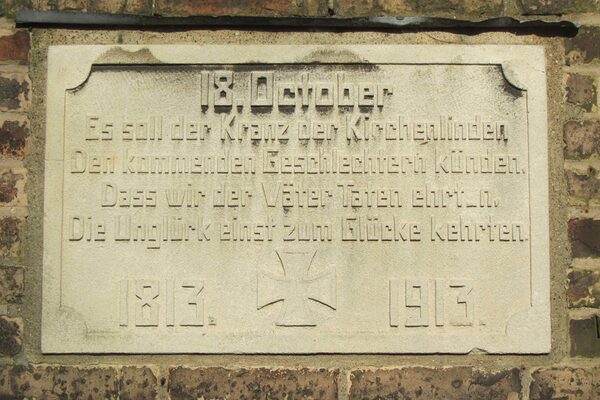 18. October
Es soll der Kranz der Kirchenlinden
Den kommenden Geschlechtern künden.
Dass wir der Väter Taten ehrten,
Die Unglück einst zum Glücke kehrten.
1813. 1913.